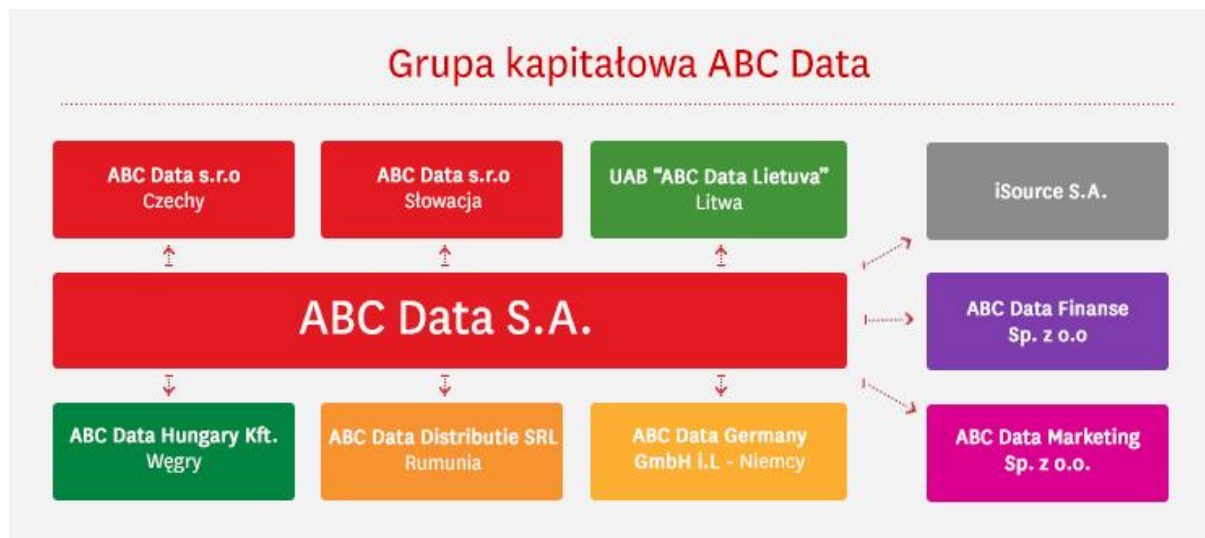 Grupa kapitałowa ABC Data
ABC Data s.r.o
Czechy
ABC Data s.r.o
Słowacja
UAB "ABC Data Lietuva”
Litwa
iSource S.A.
ABC Data S.A.
ABC Data Finanse
Sp. z o.o
ABC Data Hungary Kft.
Węgry
ABC Data Distributie SRL
Rumunia
ABC Data Germany
GmbH i.L - Niemcy
ABC Data Marketing
Sp. z o.o.